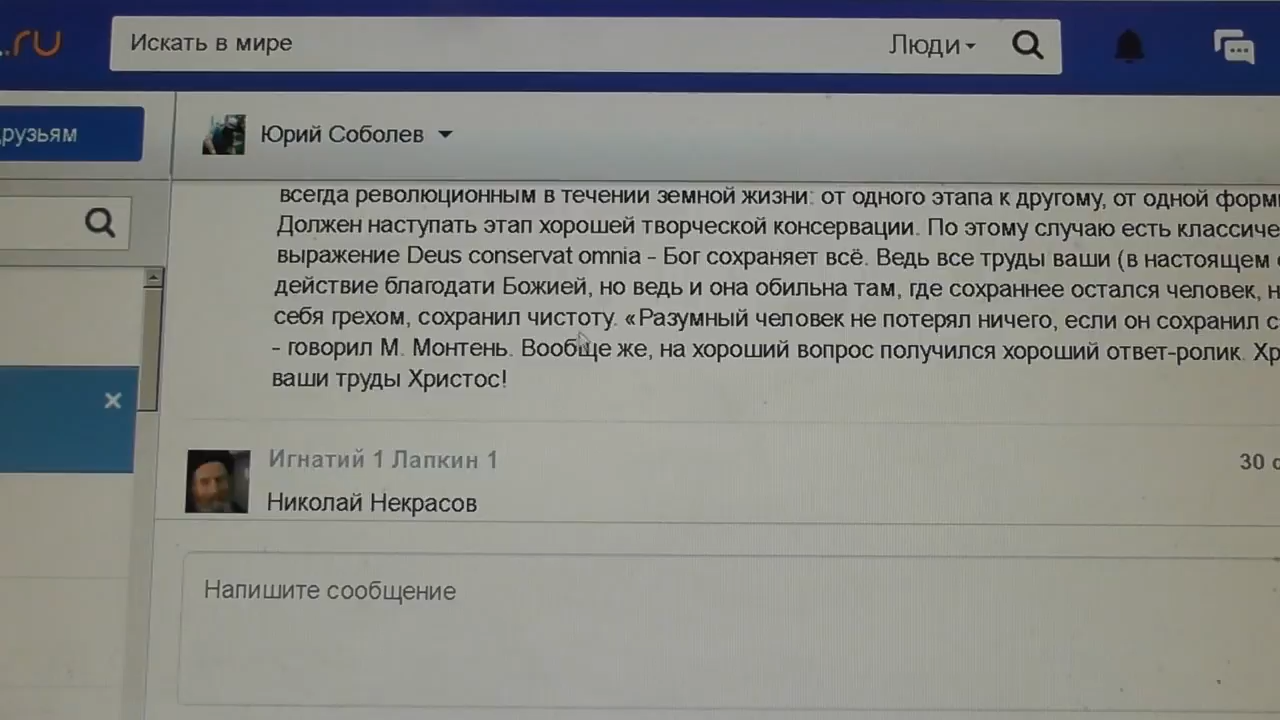 .ru
Искать в мире
Люди
рузьям
Юрий Соболев
всегда революционным в течении земной жизни: от одного этапа к другому, от одной
Должен наступать этап хорошей творческой консервации. По этому случаю есть
выражение Deus conservat omnia - Бог сохраняет всё. Ведь все труды ваши (в настоящем
действие благодати Божией, но ведь и она обильна там, где сохраннее остался человек,
себя грехом, сохранил чистоту. «Разумный человек не потерял ничего, если он сохранил
- говорил М. Монтень. Вообще же, на хороший вопрос получился хороший ответ-ролик.
ваши труды Христос!
Игнатий 1 Лапкин 1
30
Николай Некрасов
Напишите сообщение